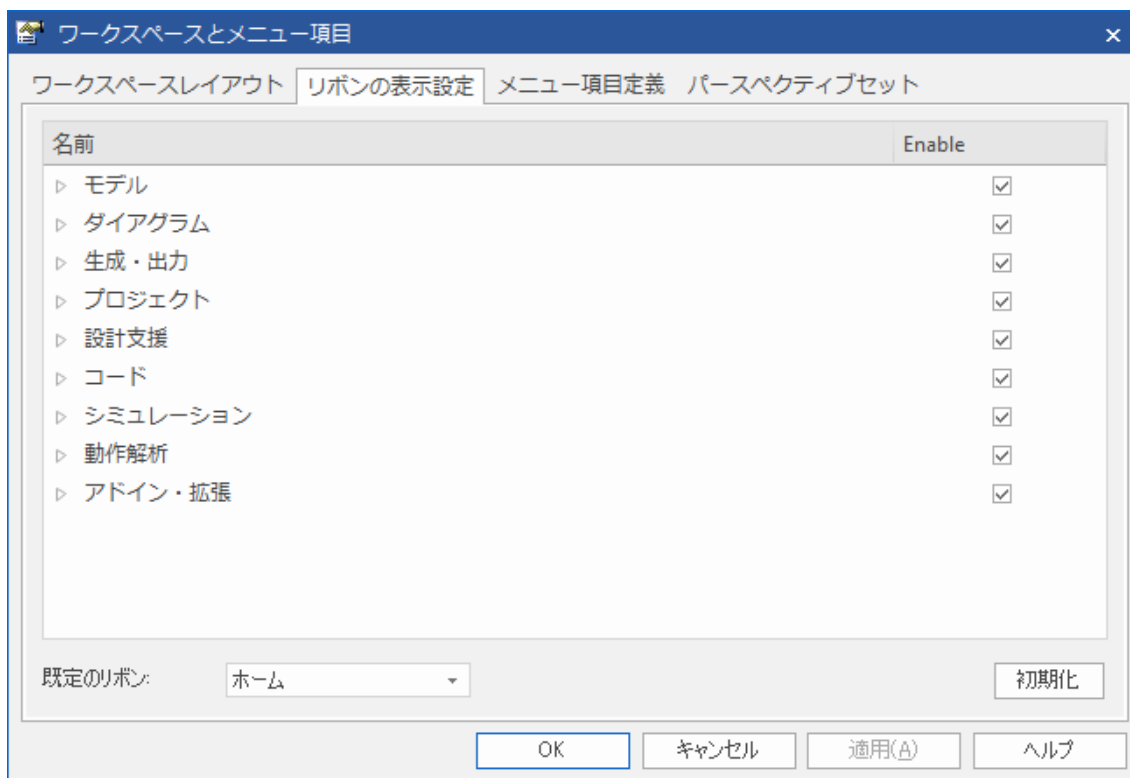 ワークスペースとメニュー項目
ワークスペースレイアウト リボンの表示設定 メニュー項目定義 パースペクティブセット
名前 Enable
モデル
ダイアグラム
生成・出力
プロジェクト
設計支援
コード
シミュレーション
動作解析
アドイン・拡張
既定のリボン: ホーム 初期化
OK キャンセル 適用(A) ヘルプ